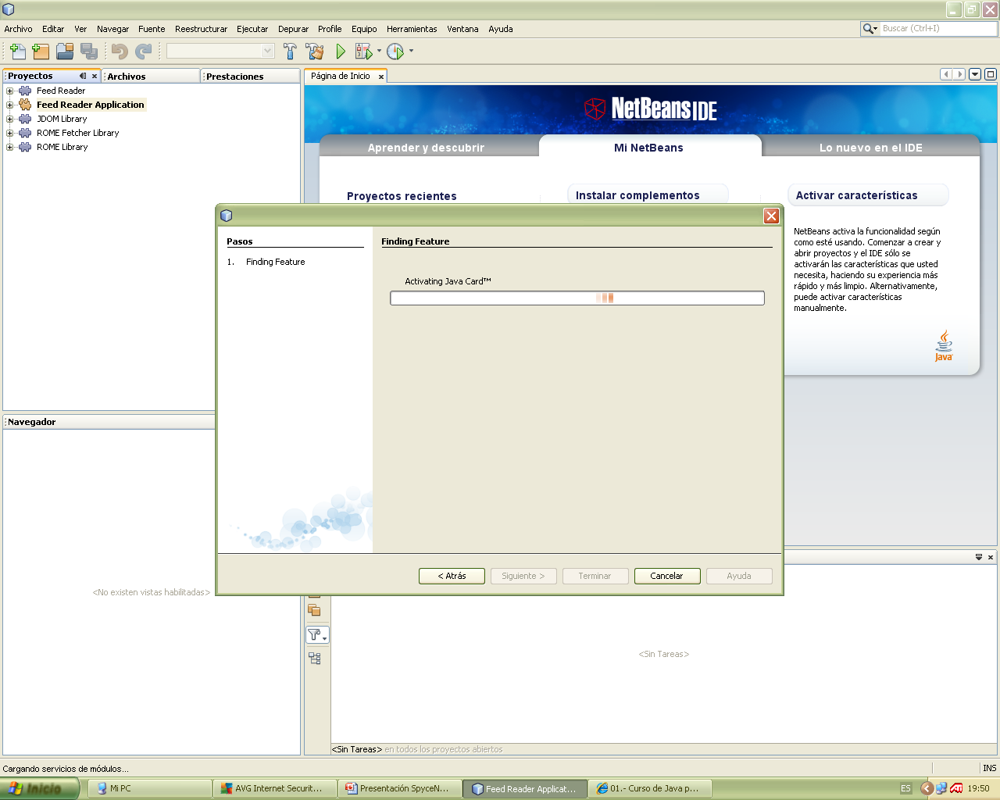 Archivo Editar Ver Navegar Fuente Reestructurar Ejecutar Depurar Profile Equipo Herramientas Ventana Ayuda
Buscar (Ctrl+I)
Proyectos
Archivos
Prestaciones
Página de Inicio
Feed Reader
Feed Reader Application
JDOM Library
ROME Fetcher Library
ROME Library
NetBeans IDE
Aprender y descubrir
Mi NetBeans
Lo nuevo en el IDE
Proyectos recientes
Instalar complementos
Activar características
NetBeans activa la funcionalidad según
como esté usando. Comenzar a crear y
abrir proyectos y el IDE sólo se
activarán las características que usted
necesita, haciendo su experiencia más
rápido y más limpio. Alternativamente,
puede activar características
manualmente.
Java
Pasos
1. Finding Feature
Finding Feature
Activating Java Card™
< Atrás
Siguiente >
Terminar
Cancelar
Ayuda
Navegador
<No existen vistas habilitadas>
<Sin Tareas>
<Sin Tareas> en todos los proyectos abiertos
Cargando servicios de módulos...
INS
Inicio
Mi PC
AVG Internet Securit...
Presentación SpyceN...
Feed Reader Applicat...
01.- Curso de Java p...
ES
19:50